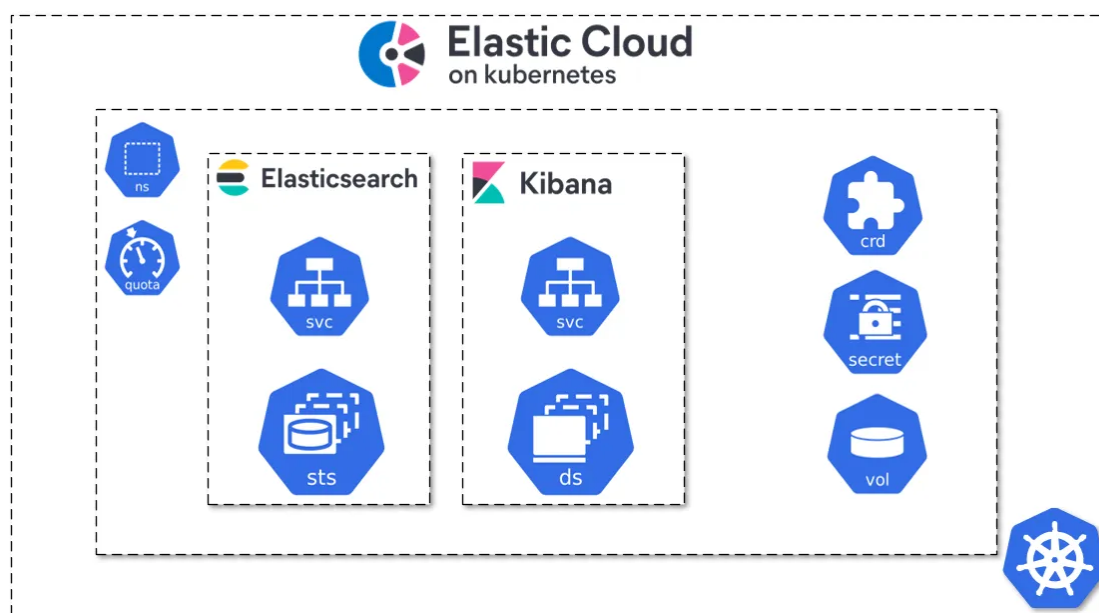 Elastic Cloud
on kubernetes
ns
quota
Elasticsearch
svc
sts
Kibana
svc
ds
crd
secret
vol